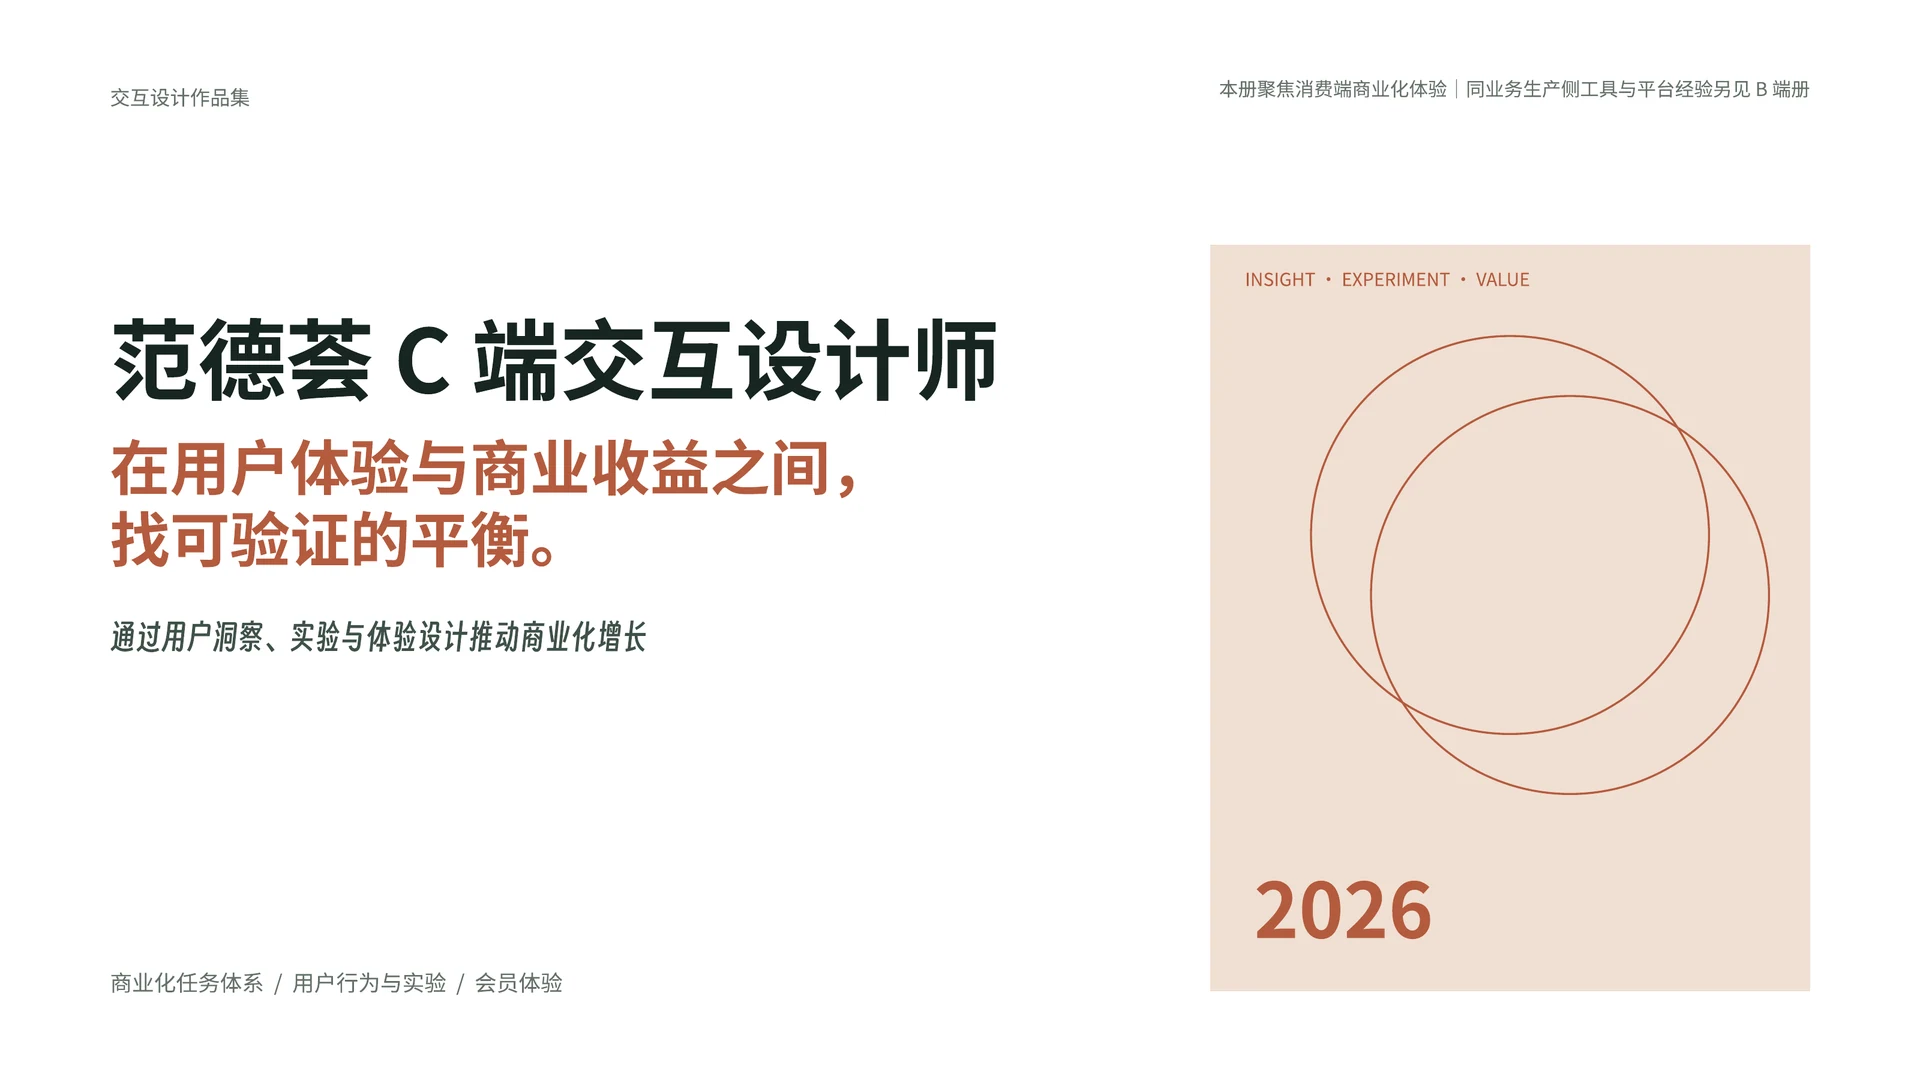 交互设计作品集
本册聚焦消费端商业化体验｜同业务生产侧工具与平台经验另见 B 端册
范德荟 C 端交互设计师
在用户体验与商业收益之间，
找可验证的平衡。
通过用户洞察、实验与体验设计推动商业化增长
商业化任务体系 / 用户行为与实验 / 会员体验
INSIGHT · EXPERIMENT · VALUE
2026